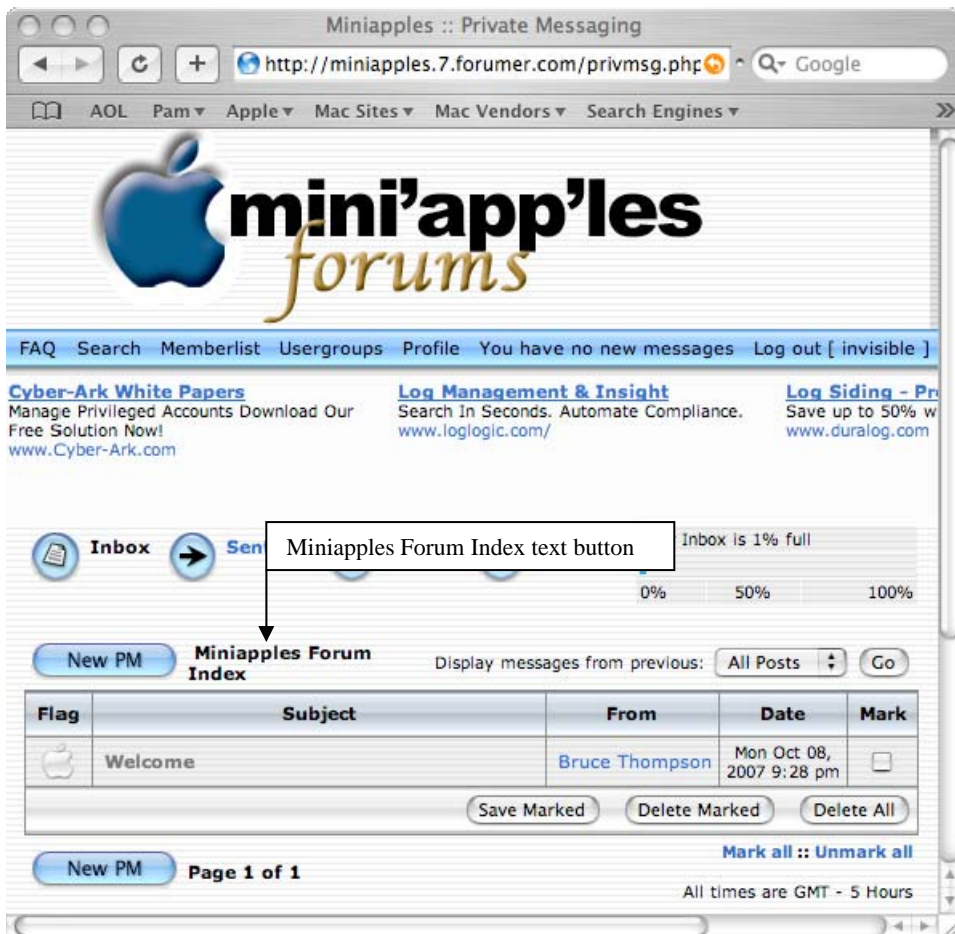 Miniapples :: Private Messaging
http://miniapples.7.forumer.com/privmsg.php
Google
AOL Pam Apple Mac Sites Mac Vendors Search Engines
mini’app’les
forums
FAQ Search Memberlist Usergroups Profile You have no new messages Log out [ invisible ]
Cyber-Ark White Papers
Manage Privileged Accounts Download Our
Free Solution Now!
www.Cyber-Ark.com
Log Management & Insight
Search In Seconds. Automate Compliance.
www.loglogic.com/
Log Siding - Pr
Save up to 50% w
www.duralog.com
Inbox
Miniapples Forum Index text button
Inbox is 1% full
0% 50% 100%
New PM Miniapples Forum
Index
Display messages from previous: All Posts Go
Flag Subject From Date Mark
Welcome Bruce Thompson Mon Oct 08,
2007 9:28 pm
Save Marked Delete Marked Delete All
Mark all :: Unmark all
New PM Page 1 of 1
All times are GMT - 5 Hours